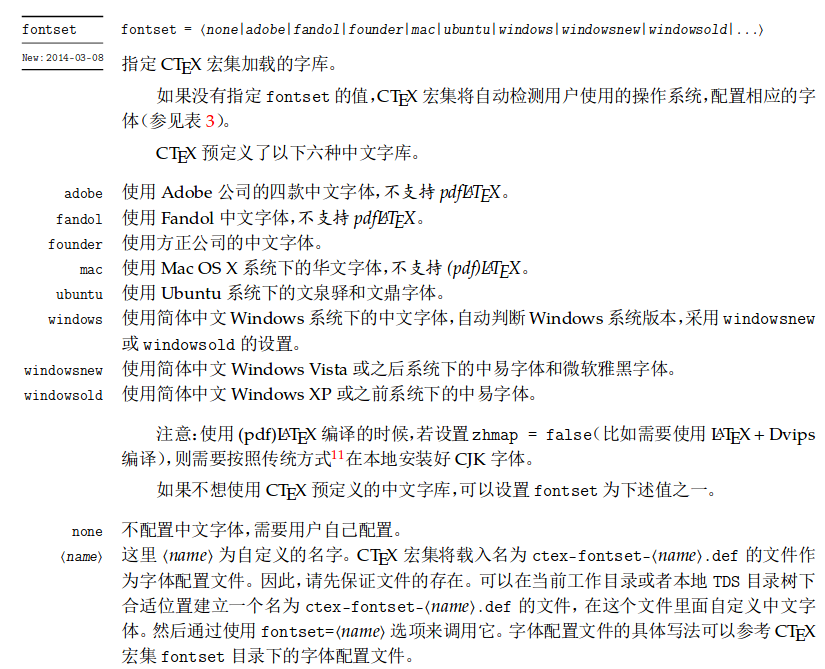 fontset fontset = ⟨none|adobe|fandol|founder|mac|ubuntu|windows|windowsnew|windowsold|...⟩
New: 2014-03-08 指定 CTEX 宏集加载的字库。
如果没有指定 fontset 的值,CTEX 宏集将自动检测用户使用的操作系统,配置相应的字
体(参见表 3)。
CTEX 预定义了以下六种中文字库。
adobe 使用 Adobe 公司的四款中文字体,不支持 pdfLATEX。
fandol 使用 Fandol 中文字体,不支持 pdfLATEX。
founder 使用方正公司的中文字体。
mac 使用 Mac OS X 系统下的华文字体,不支持 (pdf)LATEX。
ubuntu 使用 Ubuntu 系统下的文泉驿和文鼎字体。
windows 使用简体中文 Windows 系统下的中文字体,自动判断 Windows 系统版本,采用 windowsnew
或 windowsold 的设置。
windowsnew 使用简体中文 Windows Vista 或之后系统下的中易字体和微软雅黑字体。
windowsold 使用简体中文 Windows XP 或之前系统下的中易字体。
注意:使用 (pdf)LATEX 编译的时候,若设置 zhmap = false(比如需要使用 LATEX + Dvips
编译),则需要按照传统方式11在本地安装好 CJK 字体。
如果不想使用 CTEX 预定义的中文字库,可以设置 fontset 为下述值之一。
none 不配置中文字体,需要用户自己配置。
⟨name⟩ 这里 ⟨name⟩ 为自定义的名字。CTEX 宏集将载入名为 ctex-fontset-⟨name⟩.def 的文件作
为字体配置文件。因此,请先保证文件的存在。可以在当前工作目录或者本地 TDS 目录树下
合适位置建立一个名为 ctex-fontset-⟨name⟩.def 的文件,在这个文件里面自定义中文字
体。然后通过使用 fontset=⟨name⟩ 选项来调用它。字体配置文件的具体写法可以参考 CTEX
宏集 fontset 目录下的字体配置文件。